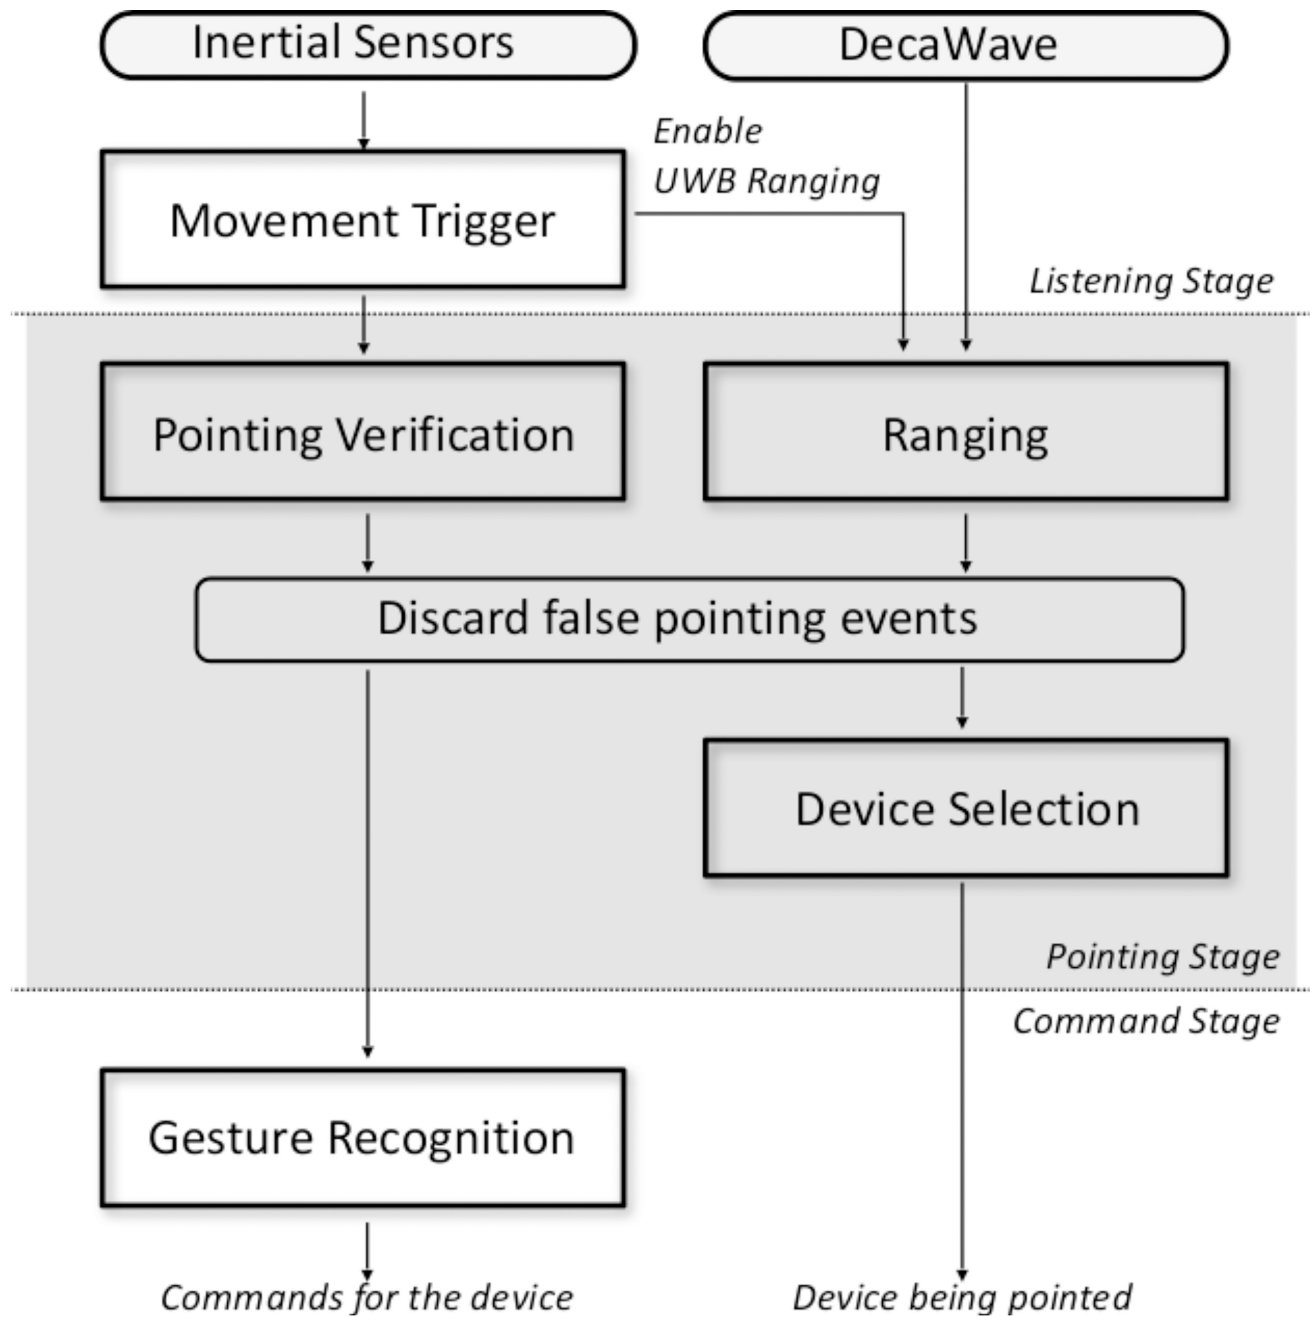 Inertial Sensors
DecaWave
Enable
UWB Ranging
Movement Trigger
Listening Stage
Pointing Verification
Ranging
Discard false pointing events
Device Selection
Pointing Stage
Command Stage
Gesture Recognition
Commands for the device
Device being pointed